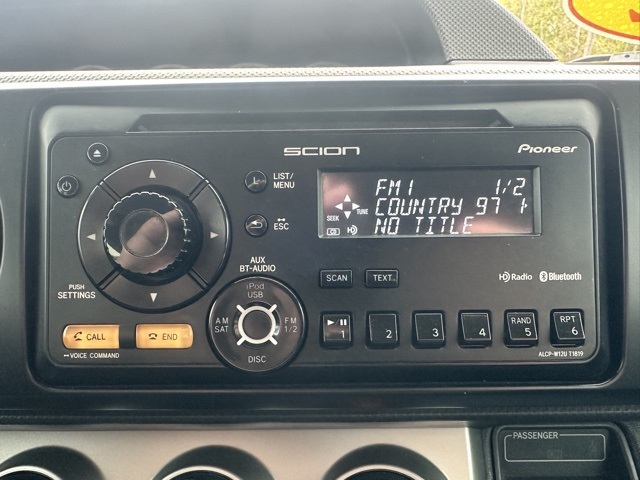 SCION
Pioneer
LIST/
MENU
ESC
PUSH
SETTINGS
CALL
END
VOICE COMMAND
AUX
BT-AUDIO
iPod
USB
AM
SAT
FM
1/2
DISC
FM1 1/2
SEEK TUNE
COUNTRY 97 1
NO TITLE
SCAN
TEXT
HD Radio
Bluetooth
1
2
3
4
RAND
5
RPT
6
ALCP-W12U T1819
PASSENGER